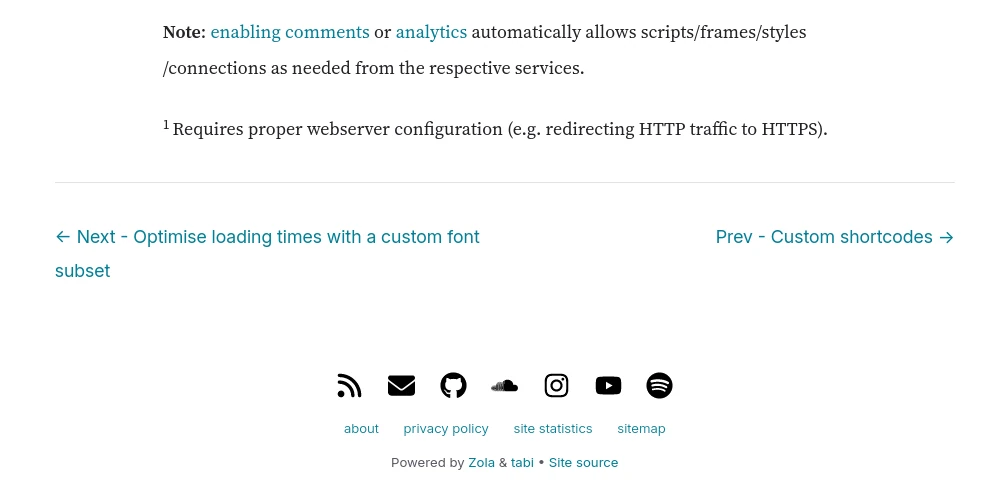 Note: enabling comments or analytics automatically allows scripts/frames/styles
/connections as needed from the respective services.
1 Requires proper webserver configuration (e.g. redirecting HTTP traffic to HTTPS).
← Next - Optimise loading times with a custom font
subset
Prev - Custom shortcodes →
about privacy policy site statistics sitemap
Powered by Zola & tabi • Site source